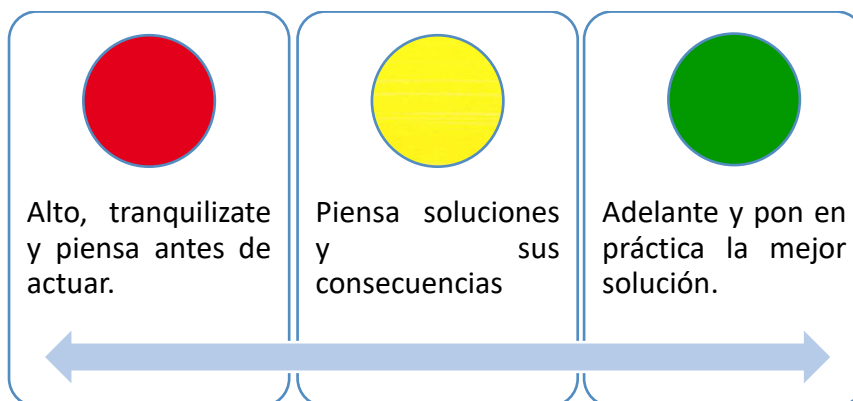 Alto, tranquilizate
y piensa antes de
actuar.
Piensa soluciones
y sus
consecuencias
Adelante y pon en
práctica la mejor
solución.